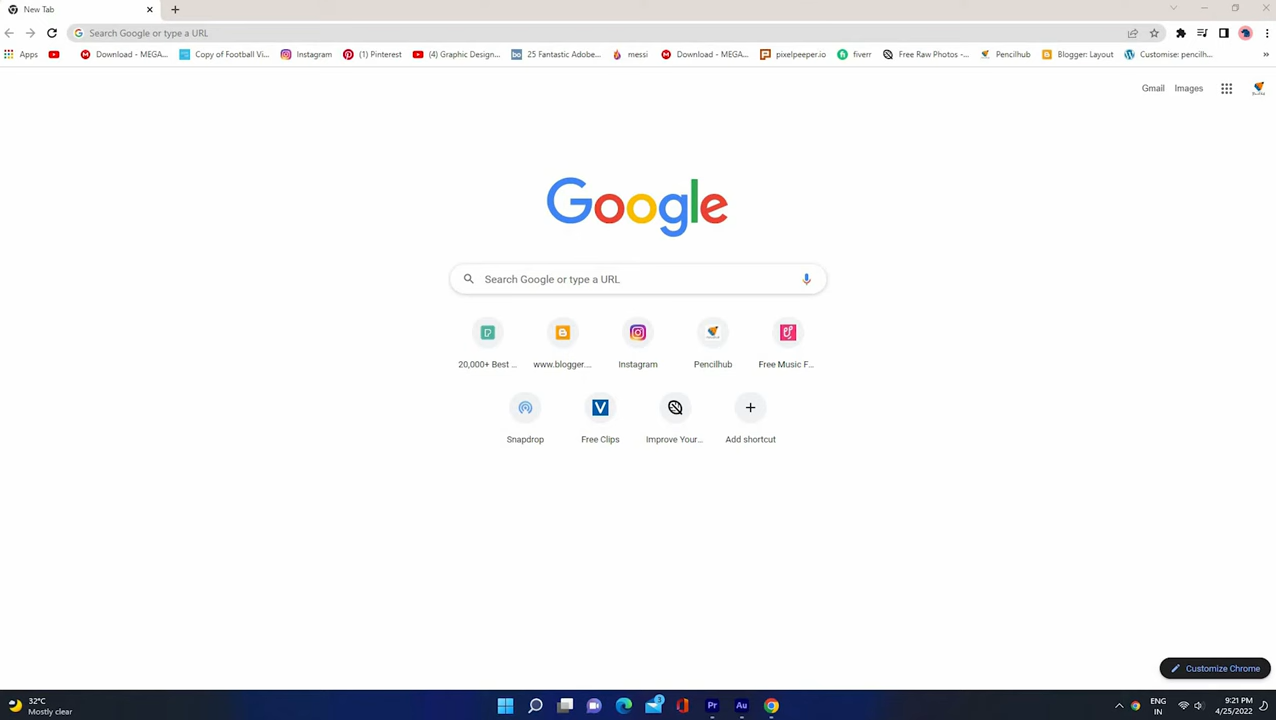 New Tab
Search Google or type a URL
Apps Download - MEGA... Copy of Football Vi... Instagram (1) Pinterest (4) Graphic Design... 25 Fantastic Adobe... messi Download - MEGA... pixelpeeper.io fiverr Free Raw Photos -... Pencilhub Blogger: Layout Customise: pencilh... »
Gmail Images
Google
Search Google or type a URL
20,000+ Best ... www.blogger.... Instagram Pencilhub Free Music F...
Snapdrop Free Clips Improve Your... Add shortcut
Customize Chrome
32°C
Mostly clear
Pr Au
ENG
IN
9:21 PM
4/25/2022